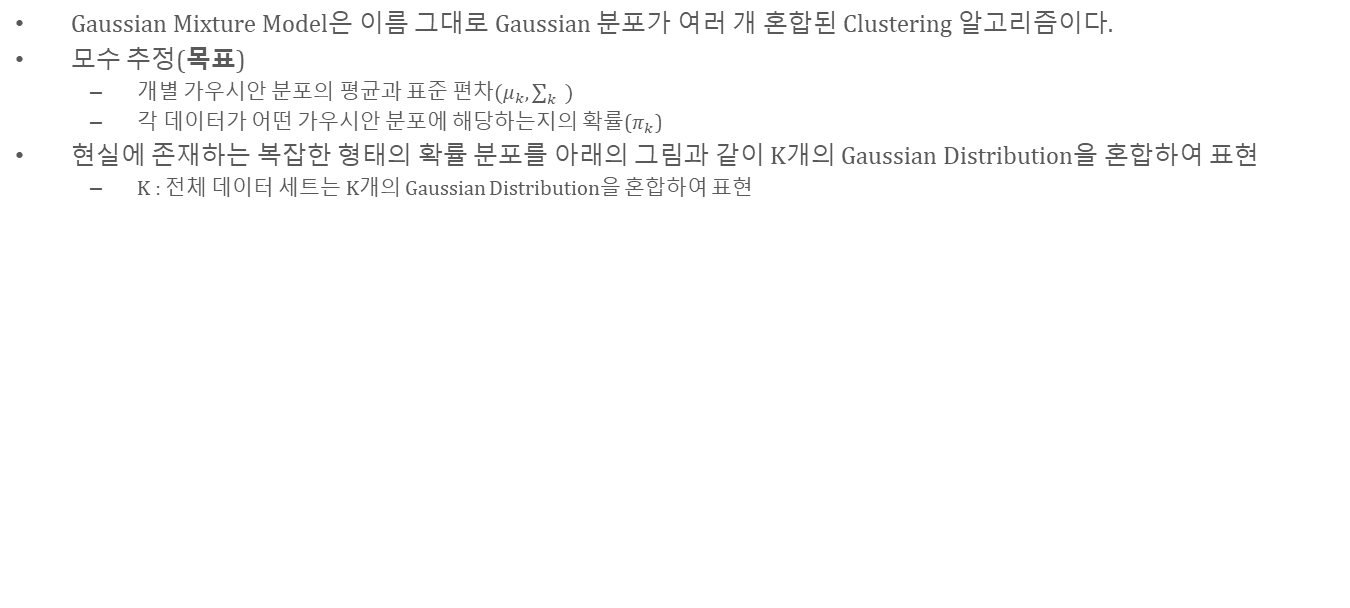 • Gaussian Mixture Model은 이름 그대로 Gaussian 분포가 여러 개 혼합된 Clustering 알고리즘이다.
• 모수 추정(목표)
– 개별 가우시안 분포의 평균과 표준 편차(μₖ, ∑ₖ )
– 각 데이터가 어떤 가우시안 분포에 해당하는지의 확률(πₖ)
• 현실에 존재하는 복잡한 형태의 확률 분포를 아래의 그림과 같이 K개의 Gaussian Distribution을 혼합하여 표현
– K : 전체 데이터 세트는 K개의 Gaussian Distribution을 혼합하여 표현